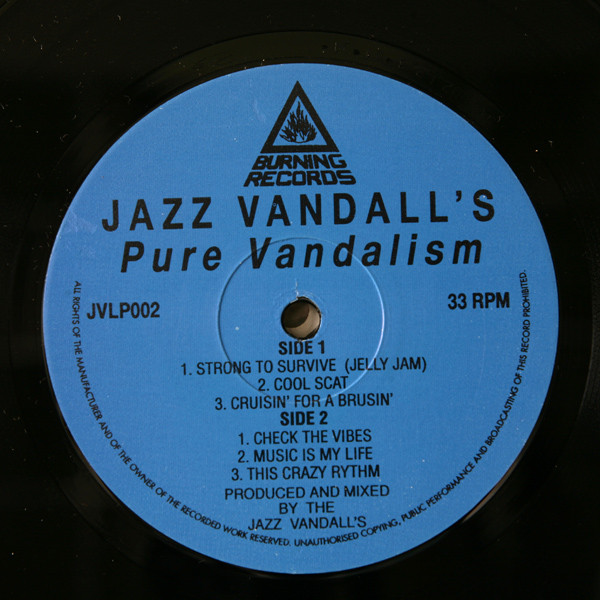 BURNING
RECORDS
JAZZ VANDALL'S
Pure Vandalism
JVLP002
33 RPM
SIDE 1
1. STRONG TO SURVIVE (JELLY JAM)
2. COOL SCAT
3. CRUISIN' FOR A BRUSIN'
SIDE 2
1. CHECK THE VIBES
2. MUSIC IS MY LIFE
3. THIS CRAZY RYTHM
PRODUCED AND MIXED
BY THE
JAZZ VANDALL'S
ALL RIGHTS OF THE MANUFACTURER AND OF THE OWNER OF THE RECORDED WORK RESERVED. UNAUTHORISED COPYING, PUBLIC PERFORMANCE AND BROADCASTING OF THIS RECORD PROHIBITED.